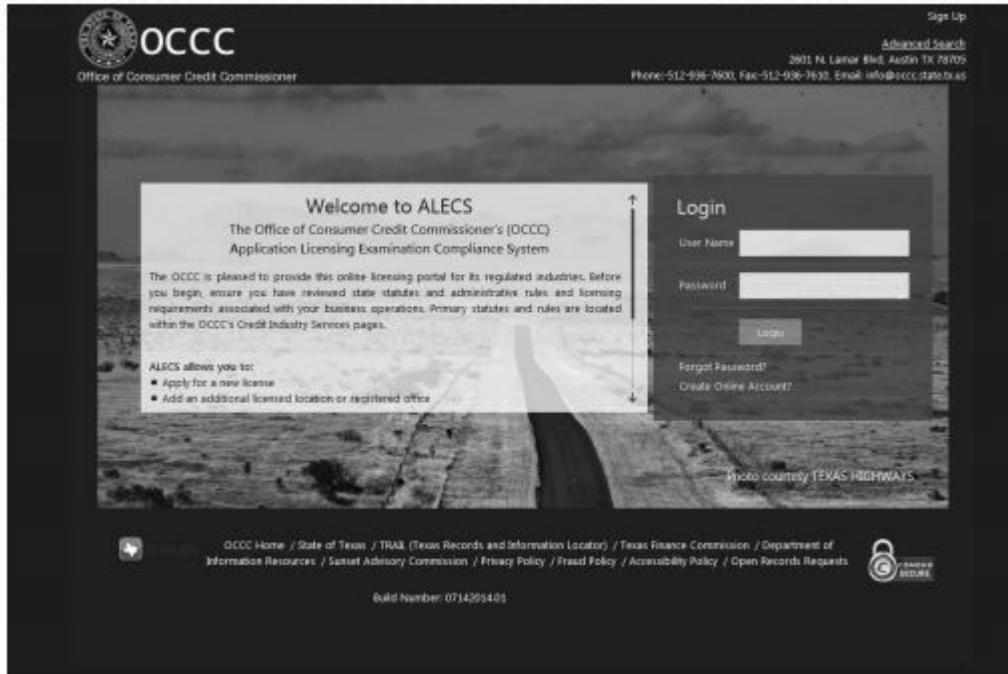 OCCC
Office of Consumer Credit Commissioner
Sign Up
Advanced Search
2601 N. Lamar Blvd, Austin TX 78705
Phone:-512-936-7600, Fax-512-936-7610, Email: info@occc.state.tx.us
Welcome to ALECS
The Office of Consumer Credit Commissioner's (OCCC)
Application Licensing Examination Compliance System
The OCCC is pleased to provide this online licensing portal for its regulated industries. Before
you begin, ensure you have reviewed state statutes and administrative rules and licensing
requirements associated with your business operations. Primary statutes and rules are located
within the OCCC's Credit Industry Services pages.
ALECS allows you to:
▪ Apply for a new license
▪ Add an additional licensed location or registered office
Login
User Name
Password
Login
Forgot Password?
Create Online Account?
Photo courtesy TEXAS HIGHWAYS
OCCC Home / State of Texas / TRAIL (Texas Records and Information Locator) / Texas Finance Commission / Department of
Information Resources / Sunset Advisory Commission / Privacy Policy / Fraud Policy / Accessibility Policy / Open Records Requests
SECURE
Build Number: 07142014.01